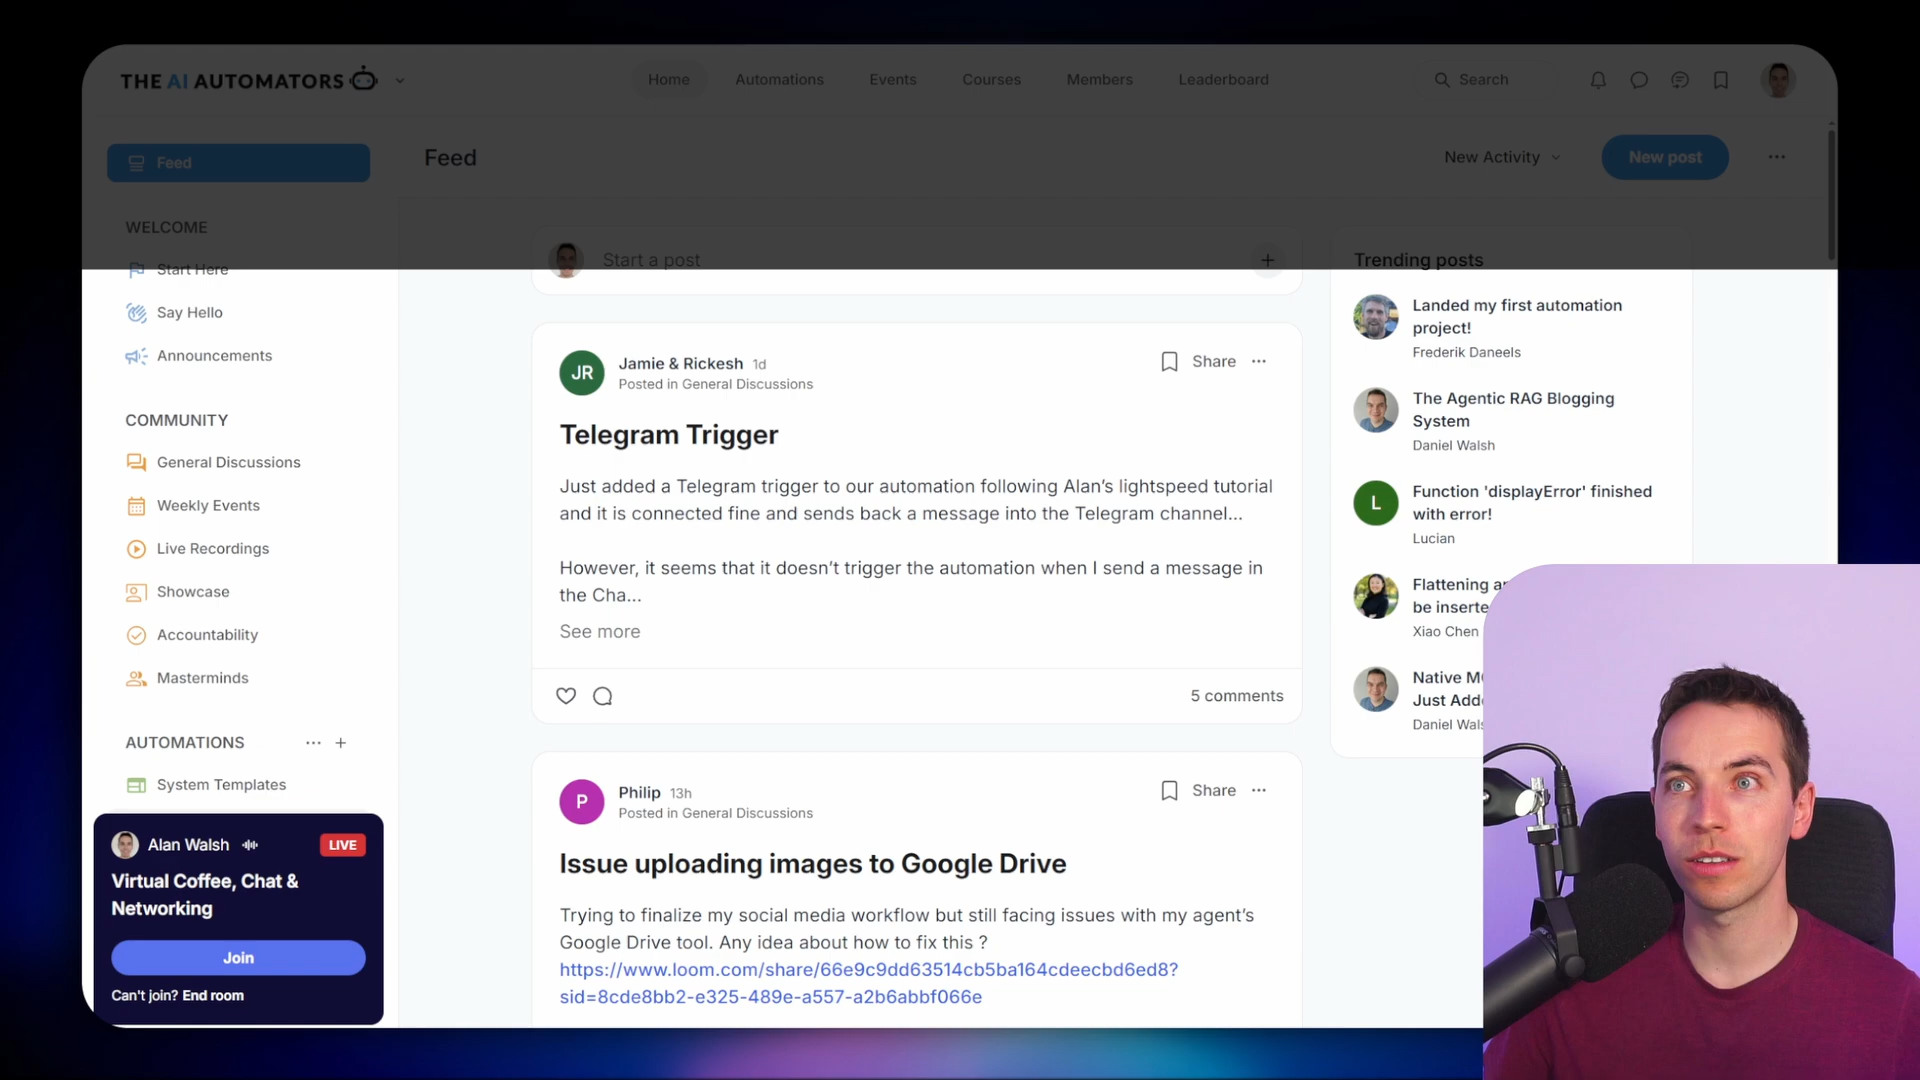 THE AI AUTOMATORS
Home
Automations
Events
Courses
Members
Leaderboard
Search
Feed
Feed
New Activity
New post
WELCOME
Start Here
Say Hello
Announcements
COMMUNITY
General Discussions
Weekly Events
Live Recordings
Showcase
Accountability
Masterminds
AUTOMATIONS
System Templates
Alan Walsh
LIVE
Virtual Coffee, Chat &
Networking
Join
Can't join? End room
Start a post
JR
Jamie & Rickesh 1d
Posted in General Discussions
Share
Telegram Trigger
Just added a Telegram trigger to our automation following Alan’s lightspeed tutorial
and it is connected fine and sends back a message into the Telegram channel...
However, it seems that it doesn’t trigger the automation when I send a message in
the Cha...
See more
5 comments
P
Philip 13h
Posted in General Discussions
Share
Issue uploading images to Google Drive
Trying to finalize my social media workflow but still facing issues with my agent’s
Google Drive tool. Any idea about how to fix this ?
https://www.loom.com/share/66e9c9dd63514cb5ba164cdeecbd6ed8?
sid=8cde8bb2-e325-489e-a557-a2b6abbf066e
Trending posts
Landed my first automation
project!
Frederik Daneels
The Agentic RAG Blogging
System
Daniel Walsh
L
Function 'displayError' finished
with error!
Lucian
Flattening
be
Xiao Chen
Native
Just
Daniel